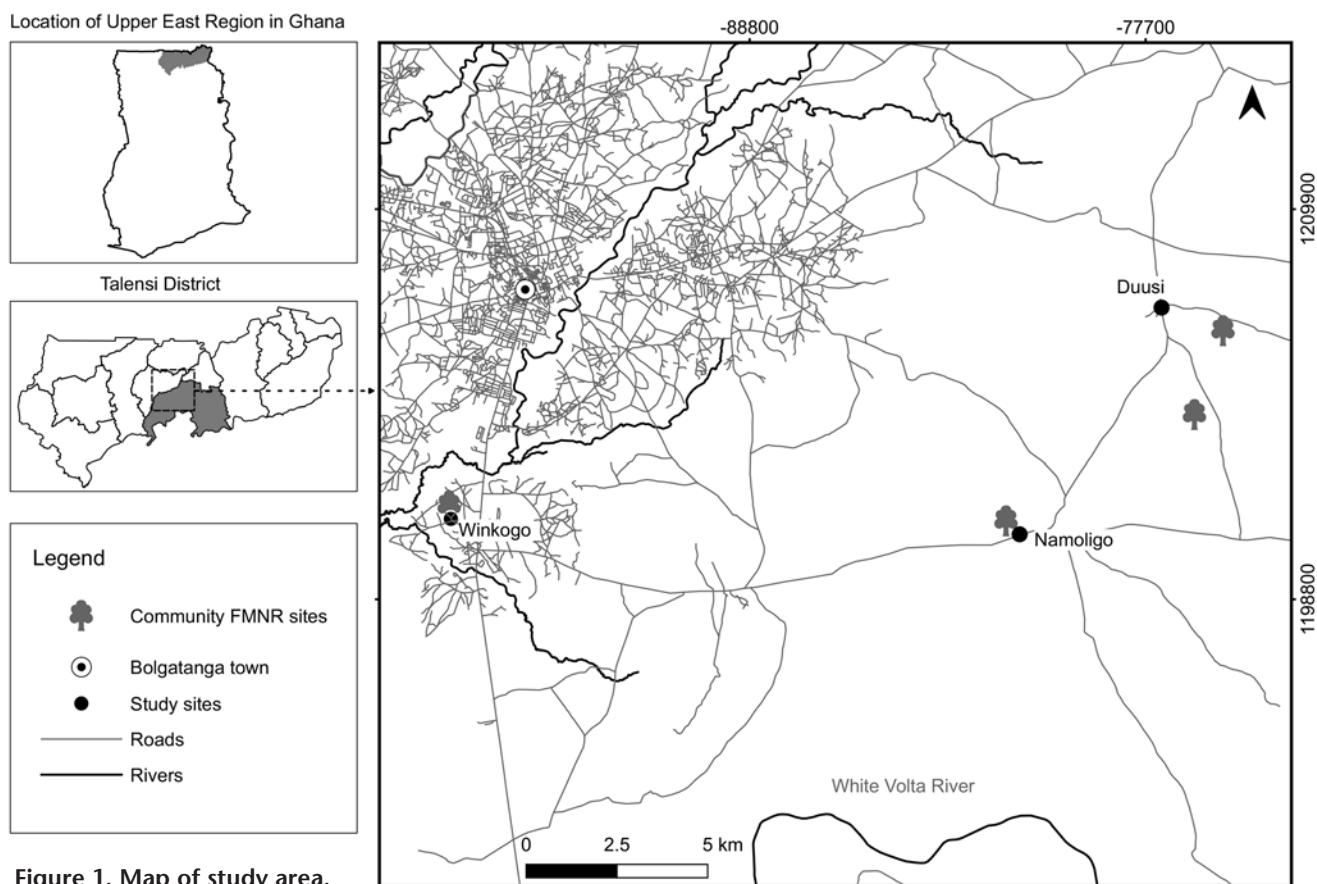 Location of Upper East Region in Ghana
Talensi District
Legend
Community FMNR sites
Bolgatanga town
Study sites
Roads
Rivers
Figure 1. Map of study area.
-88800
-77700
1209900
Duusi
Winkogo
Namoligo
1198800
White Volta River
0 2.5 5 km